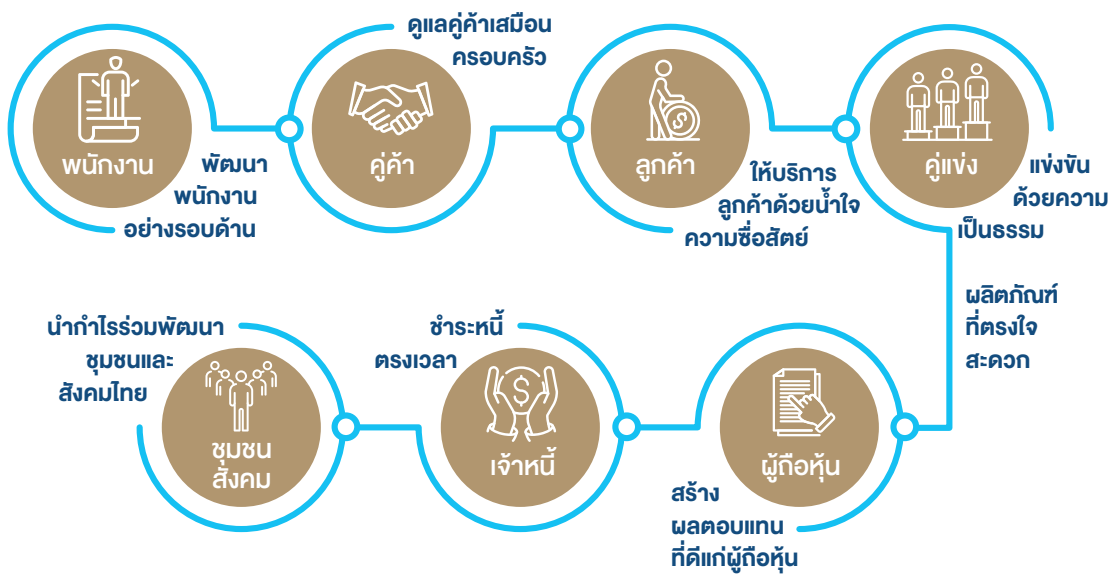 พนักงาน
พัฒนา
พนักงาน
อย่างรอบด้าน
ดูแลคู่ค้าเสมือน
ครอบครัว
คู่ค้า
ลูกค้า
ให้บริการ
ลูกค้าด้วยน้ำใจ
ความซื่อสัตย์
คู่แข่ง
แข่งขัน
ด้วยความ
เป็นธรรม
ผลิตภัณฑ์
ที่ตรงใจ
สะดวก
ผู้ถือหุ้น
สร้าง
ผลตอบแทน
ที่ดีแก่ผู้ถือหุ้น
ชำระหนี้
ตรงเวลา
เจ้าหนี้
นำกำไรร่วมพัฒนา
ชุมชนและ
สังคมไทย
ชุมชน
สังคม